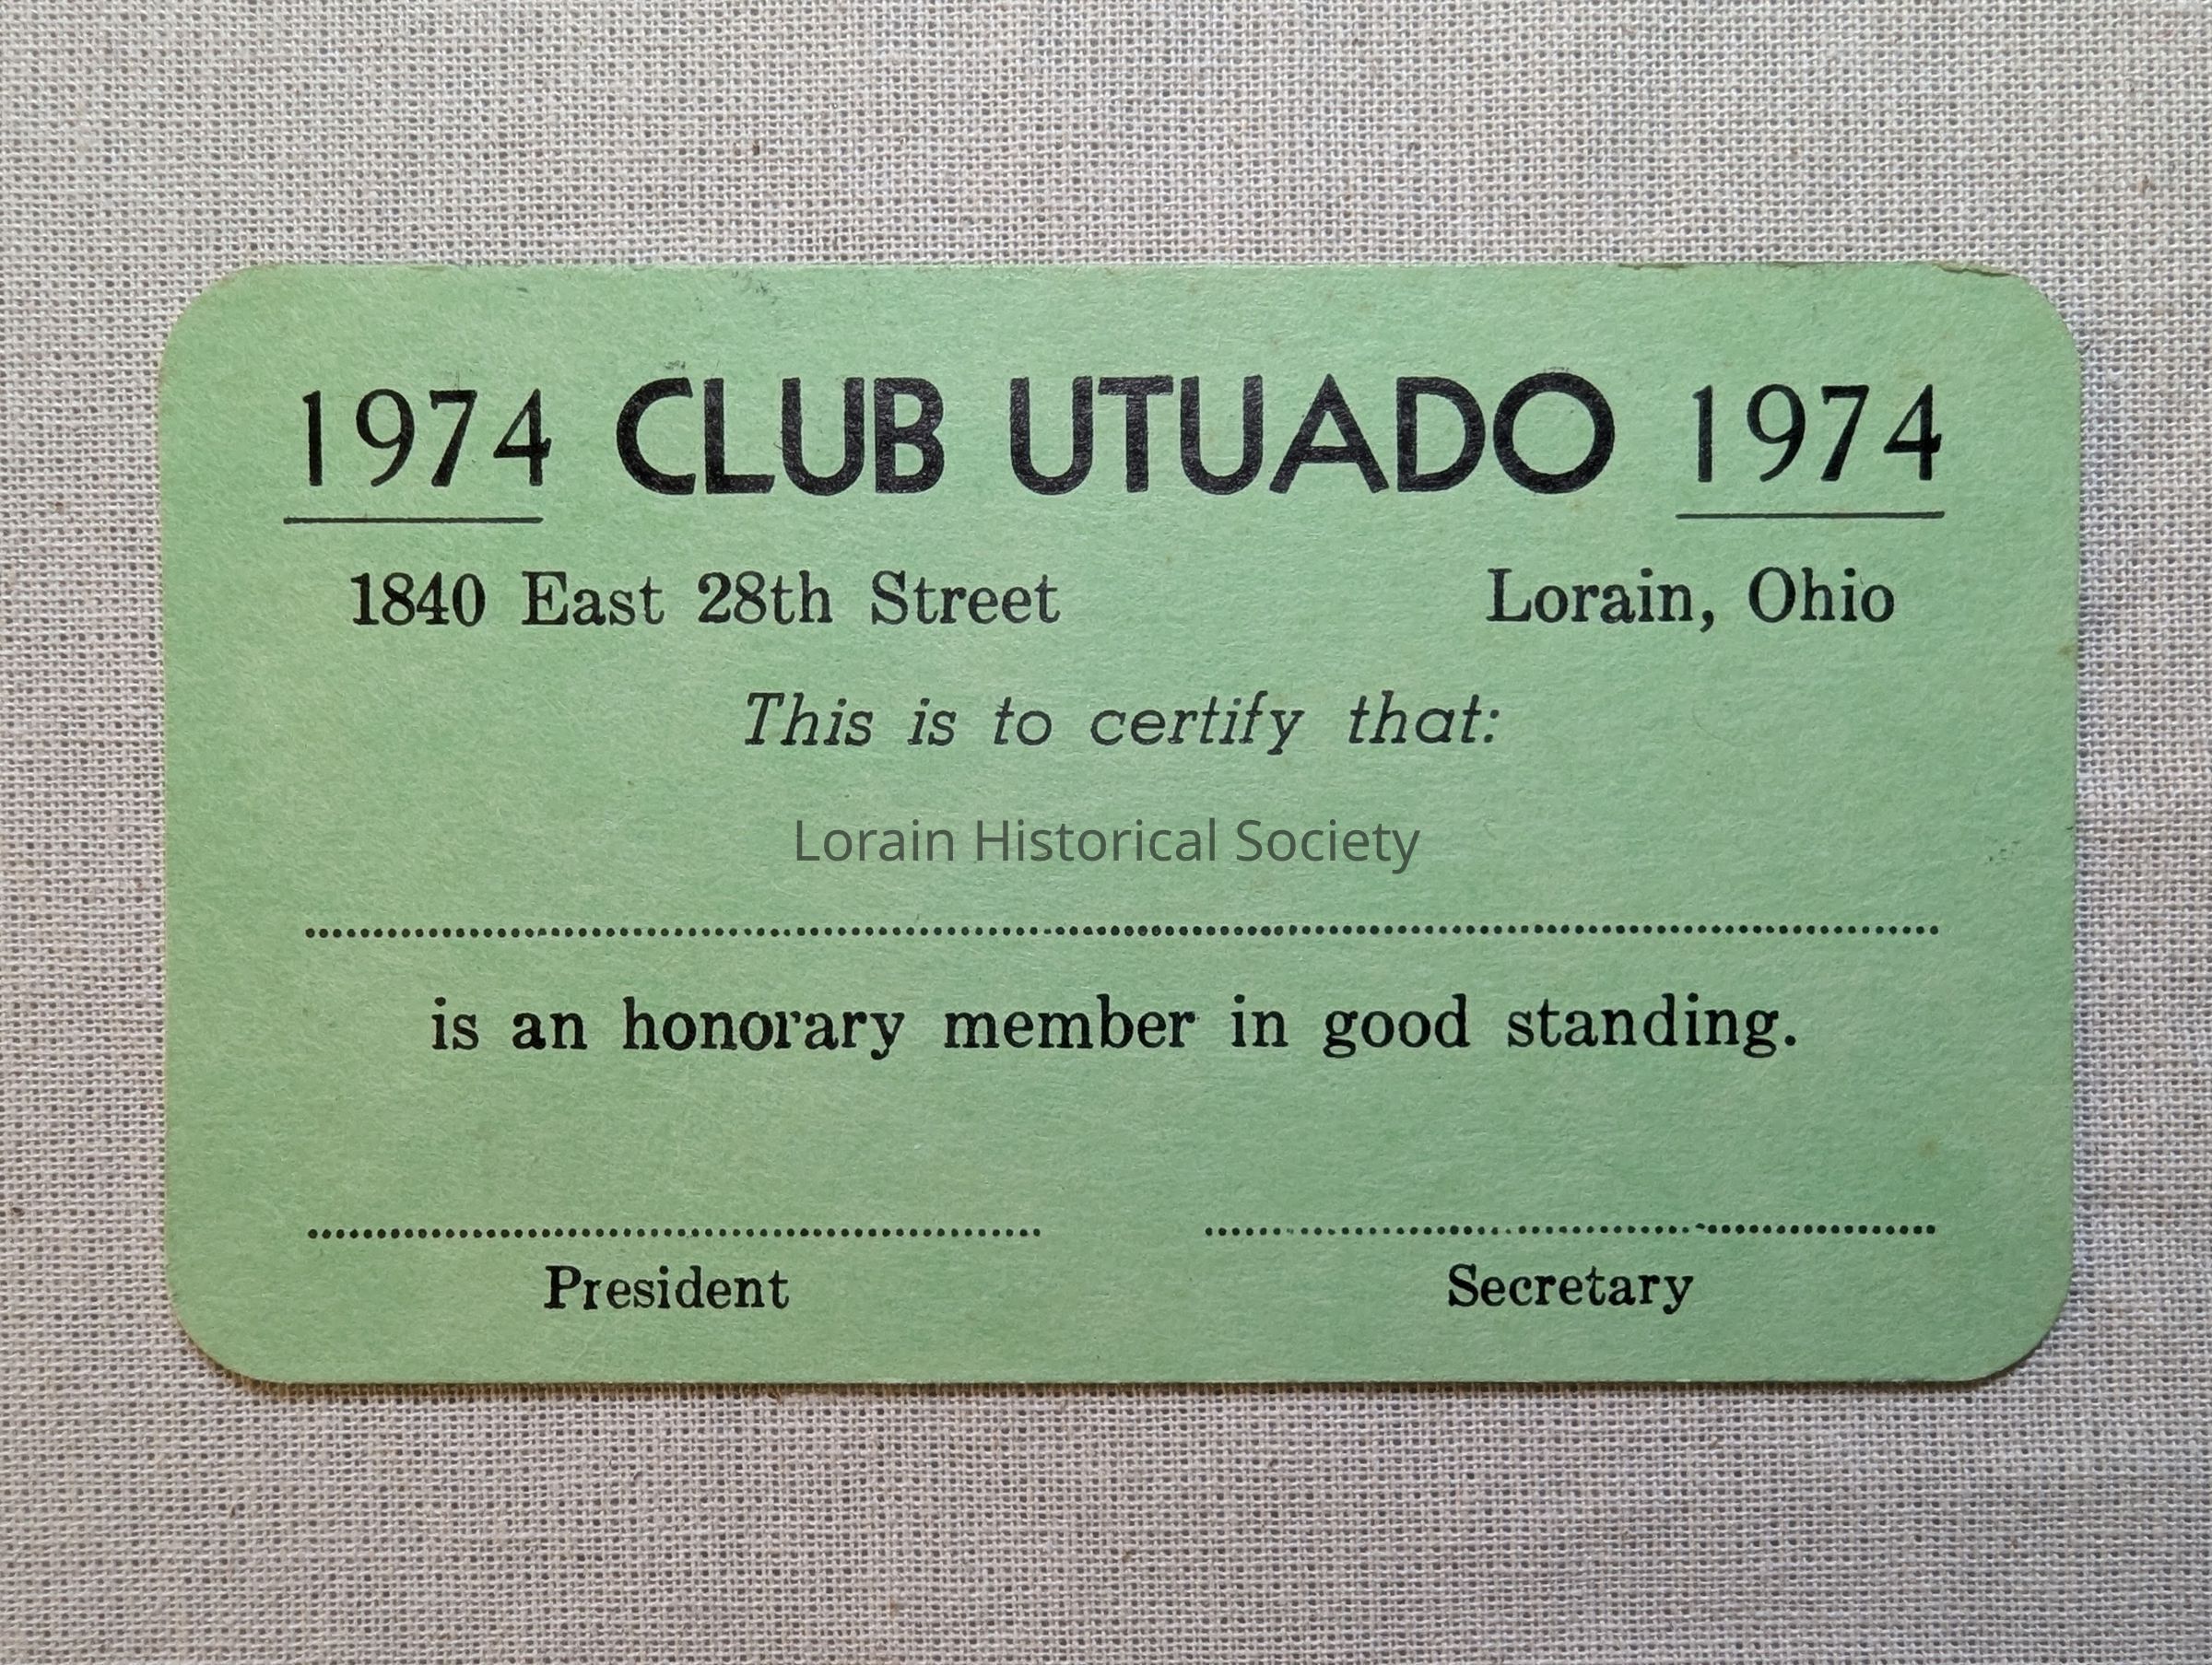 1974 CLUB UTUADO 1974
1840 East 28th Street Lorain, Ohio
This is to certify that:
Lorain Historical Society
is an honorary member in good standing.
President Secretary